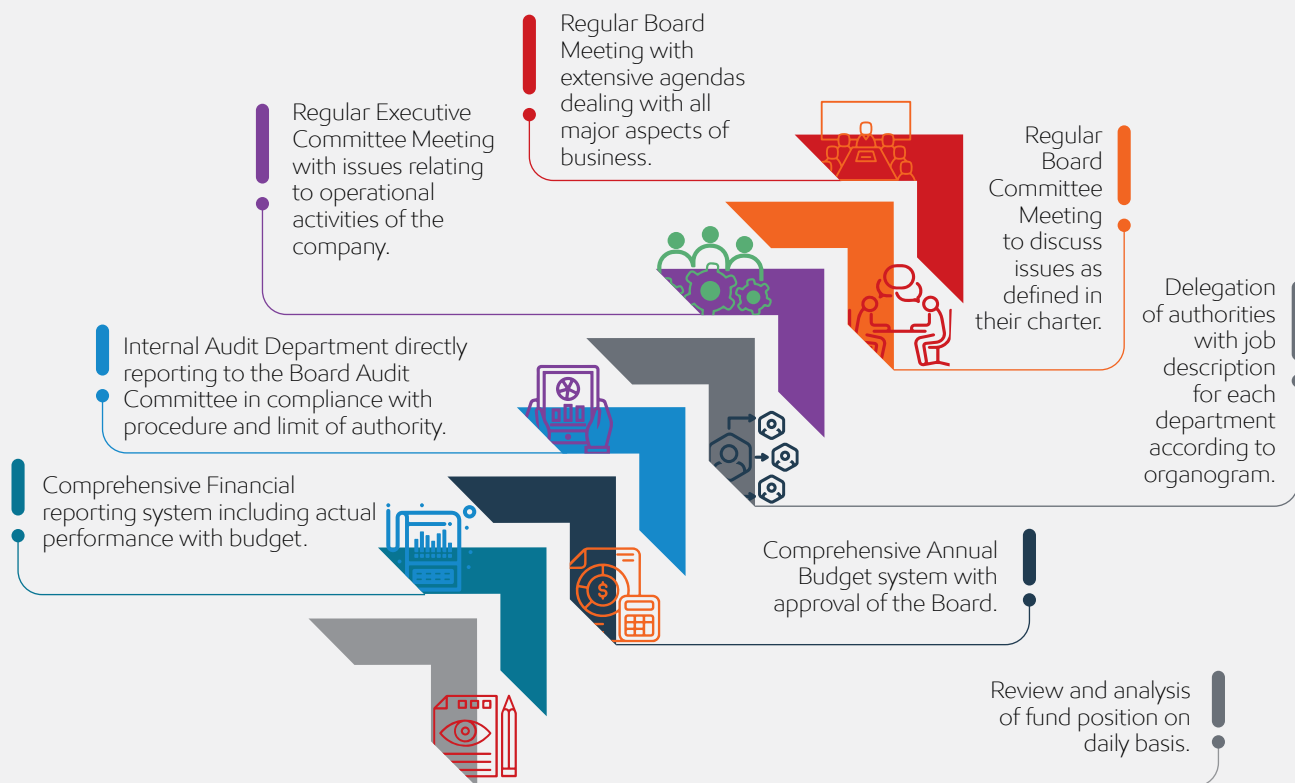 Regular Board
Meeting with
extensive agendas
dealing with all
major aspects of
business.
Regular Executive
Committee Meeting
with issues relating
to operational
activities of the
company.
Regular
Board
Committee
Meeting
to discuss
issues as
defined in
their charter.
Delegation
of authorities
with job
description
for each
department
according to
organogram.
Internal Audit Department directly
reporting to the Board Audit
Committee in compliance with
procedure and limit of authority.
Comprehensive Financial
reporting system including actual
performance with budget.
$
Comprehensive Annual
Budget system with
approval of the Board.
Review and analysis
of fund position on
daily basis.